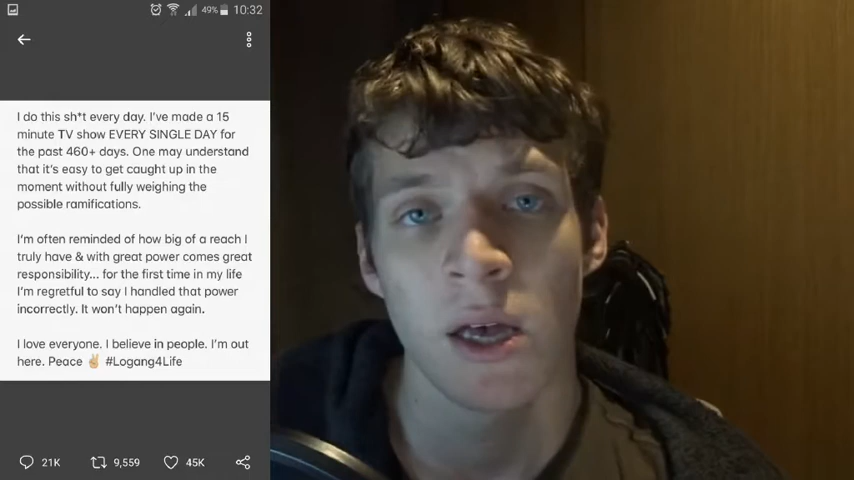 49% 10:32
I do this sh*t every day. I've made a 15
minute TV show EVERY SINGLE DAY for
the past 460+ days. One may understand
that it's easy to get caught up in the
moment without fully weighing the
possible ramifications.
I'm often reminded of how big of a reach I
truly have & with great power comes great
responsibility... for the first time in my life
I'm regretful to say I handled that power
incorrectly. It won't happen again.
I love everyone. I believe in people. I'm out
here. Peace ✌🏼 #Logang4Life
21K 9,559 45K